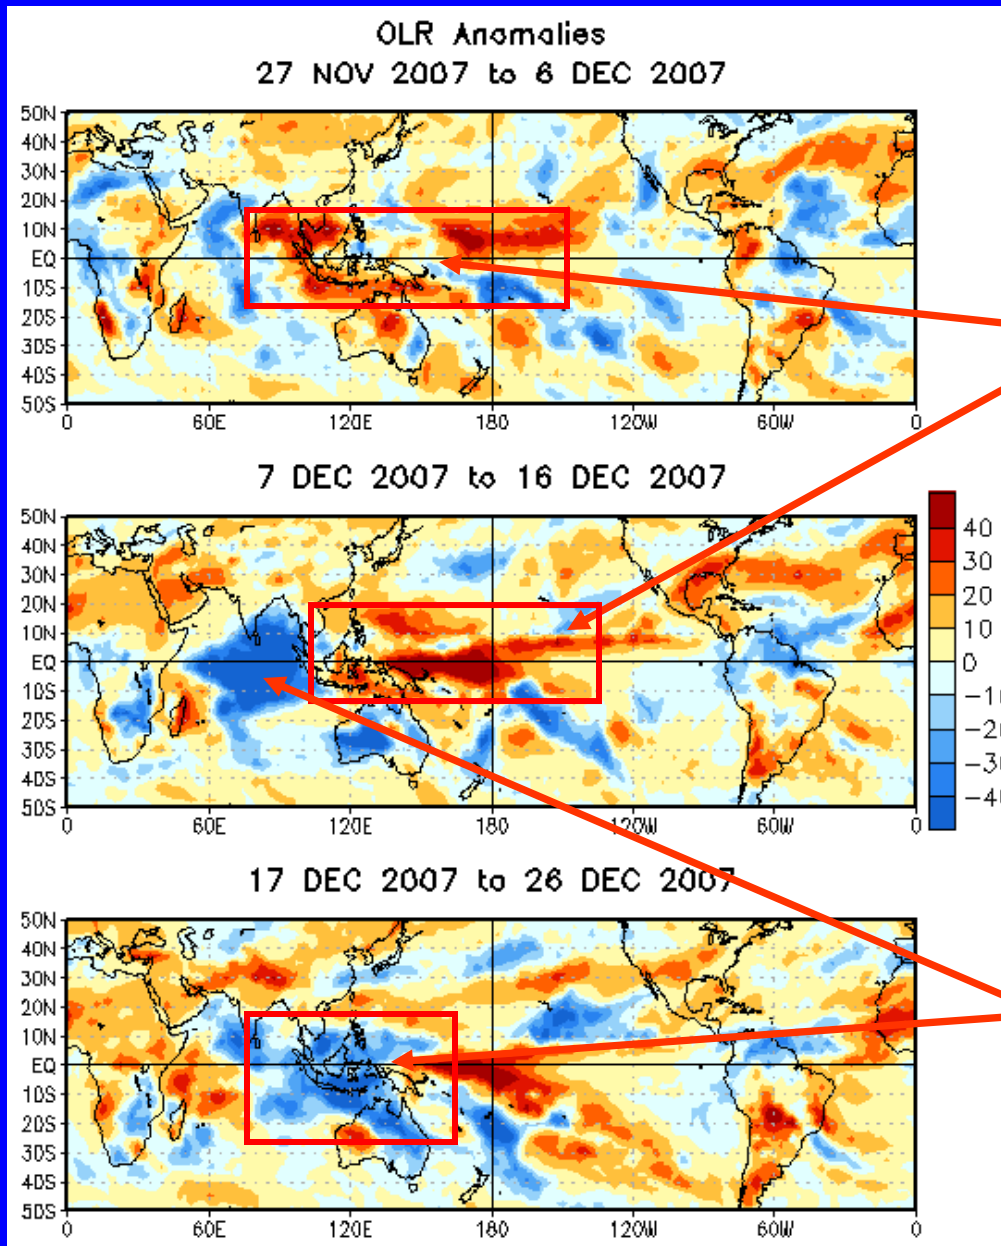 OLR Anomalies
27 NOV 2007 to 6 DEC 2007
50N
40N
30N
20N
10N
EQ
10S
20S
30S
40S
50S
0 60E 120E 180 120W 60W 0
7 DEC 2007 to 16 DEC 2007
50N
40N
30N
20N
10N
EQ
10S
20S
30S
40S
50S
0 60E 120E 180 120W 60W 0
40
30
20
10
0
-10
-20
-30
-40
17 DEC 2007 to 26 DEC 2007
50N
40N
30N
20N
10N
EQ
10S
20S
30S
40S
50S
0 60E 120E 180 120W 60W 0